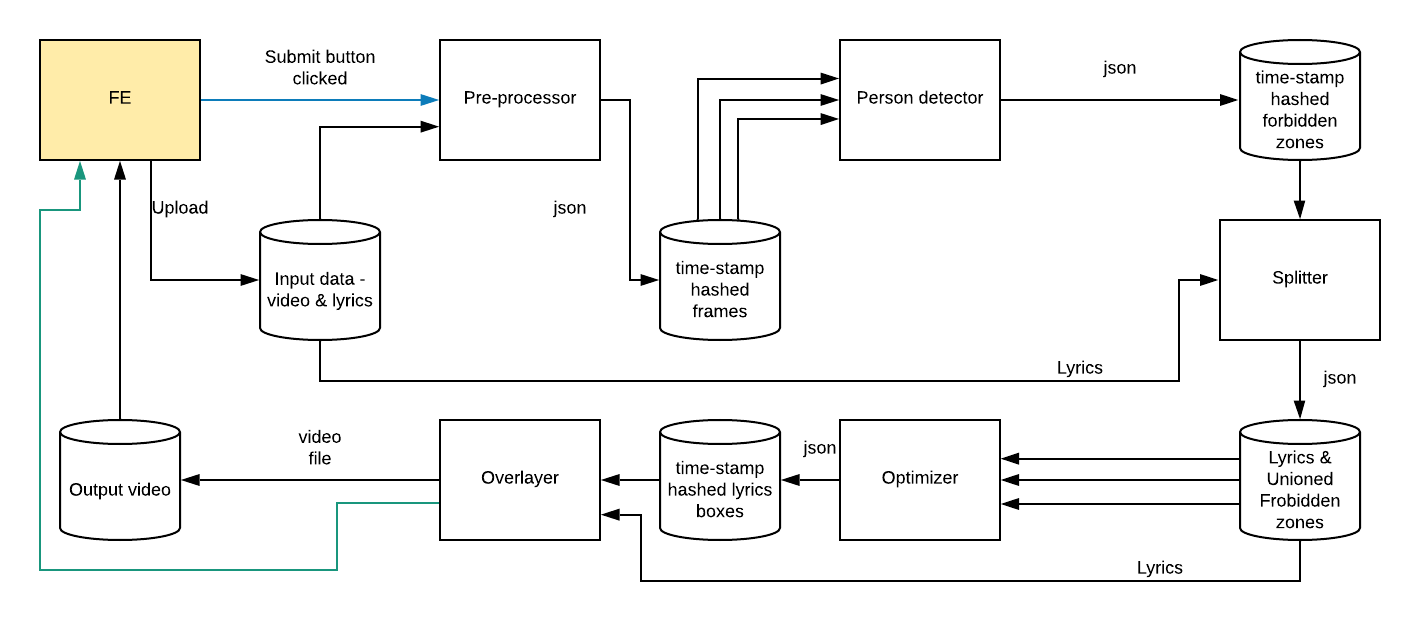 FE
Submit button
clicked
Pre-processor
Person detector
json
time-stamp
hashed
forbidden
zones
Upload
json
Input data -
video & lyrics
time-stamp
hashed
frames
Splitter
Lyrics
json
Output video
video
file
Overlayer
time-stamp
hashed lyrics
boxes
json
Optimizer
Lyrics &
Unioned
Frobidden
zones
Lyrics